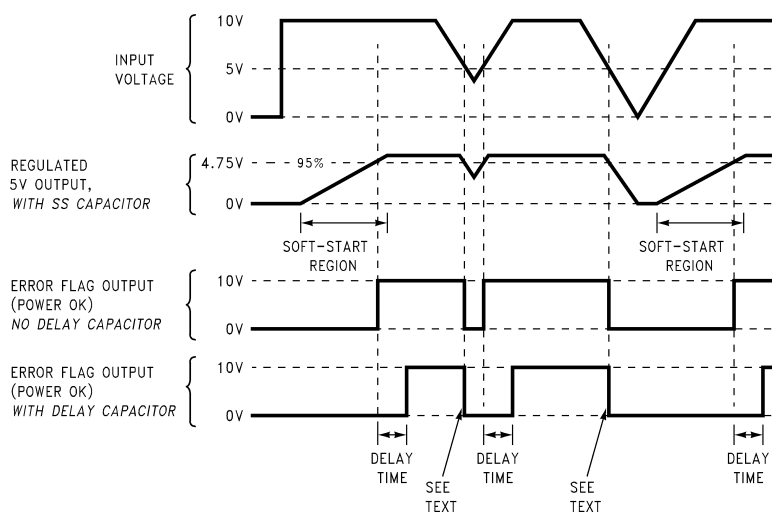 INPUT
VOLTAGE
10V
5V
0V
REGULATED
5V OUTPUT,
WITH SS CAPACITOR
4.75V
95%
0V
SOFT-START
REGION
SOFT-START
REGION
ERROR FLAG OUTPUT
(POWER OK)
NO DELAY CAPACITOR
10V
0V
ERROR FLAG OUTPUT
(POWER OK)
WITH DELAY CAPACITOR
10V
0V
DELAY
TIME
SEE
TEXT
DELAY
TIME
SEE
TEXT
DELAY
TIME